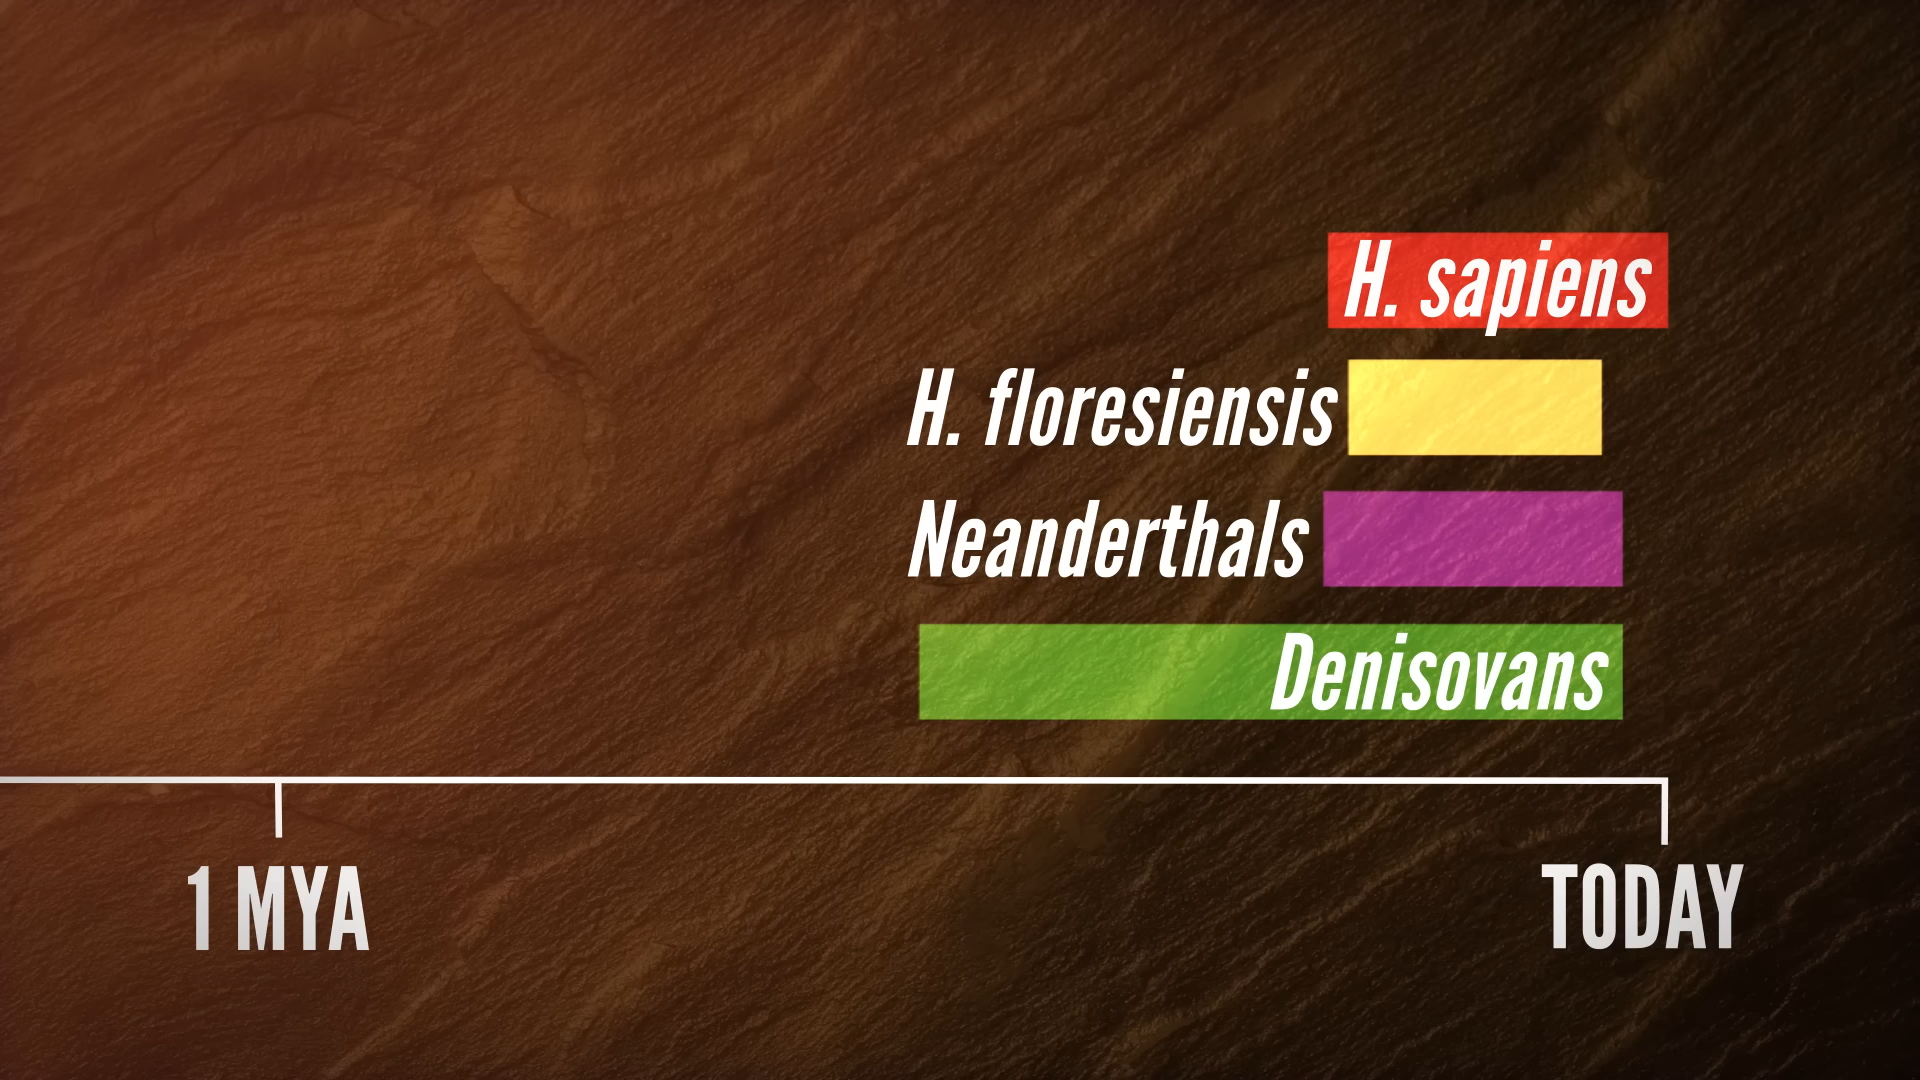 H. sapiens
H. floresiensis
Neanderthals
Denisovans
1 MYA
TODAY